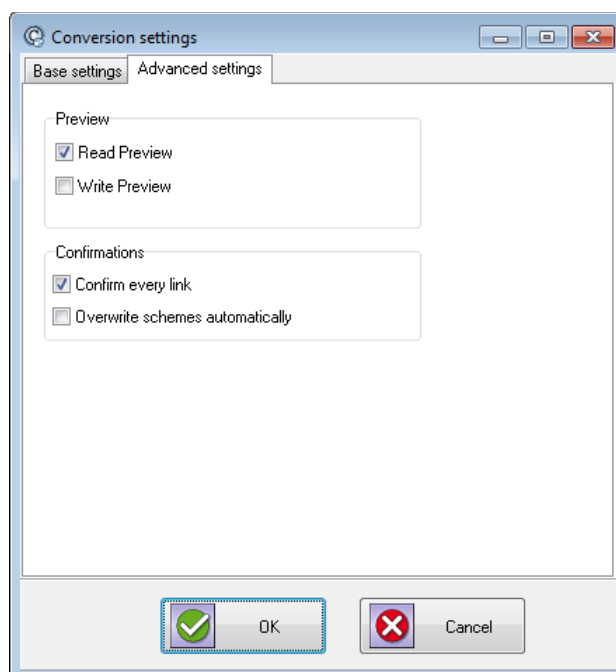 Conversion settings
Base settings
Advanced settings
Preview
Read Preview
Write Preview
Confirmations
Confirm every link
Overwrite schemes automatically
OK
Cancel